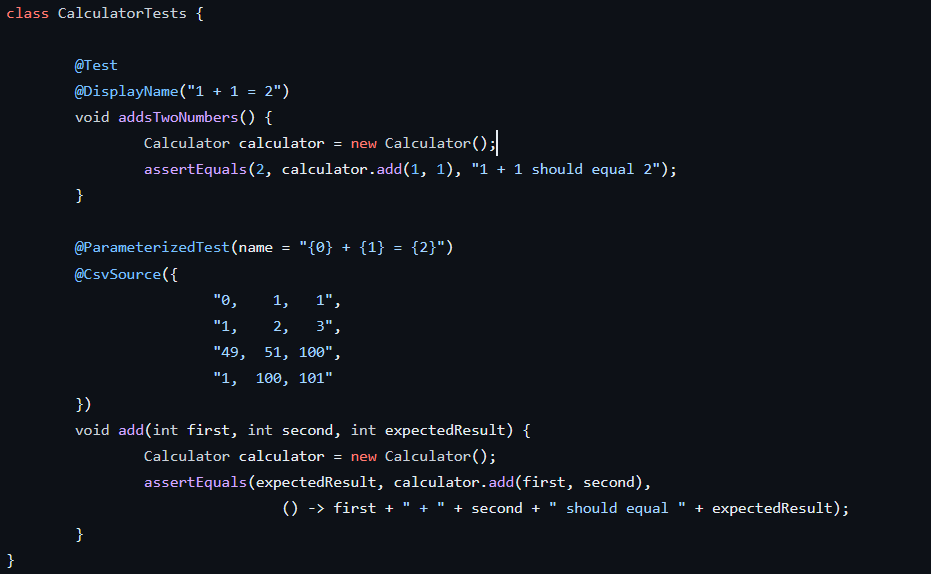 class CalculatorTests {

        @Test
        @DisplayName("1 + 1 = 2")
        void addsTwoNumbers() {
                Calculator calculator = new Calculator();
                assertEquals(2, calculator.add(1, 1), "1 + 1 should equal 2");
        }

        @ParameterizedTest(name = "{0} + {1} = {2}")
        @CsvSource({
                        "0,    1,   1",
                        "1,    2,   3",
                        "49,  51, 100",
                        "1,  100, 101"
        })
        void add(int first, int second, int expectedResult) {
                Calculator calculator = new Calculator();
                assertEquals(expectedResult, calculator.add(first, second),
                                () -> first + " + " + second + " should equal " + expectedResult);
        }
}